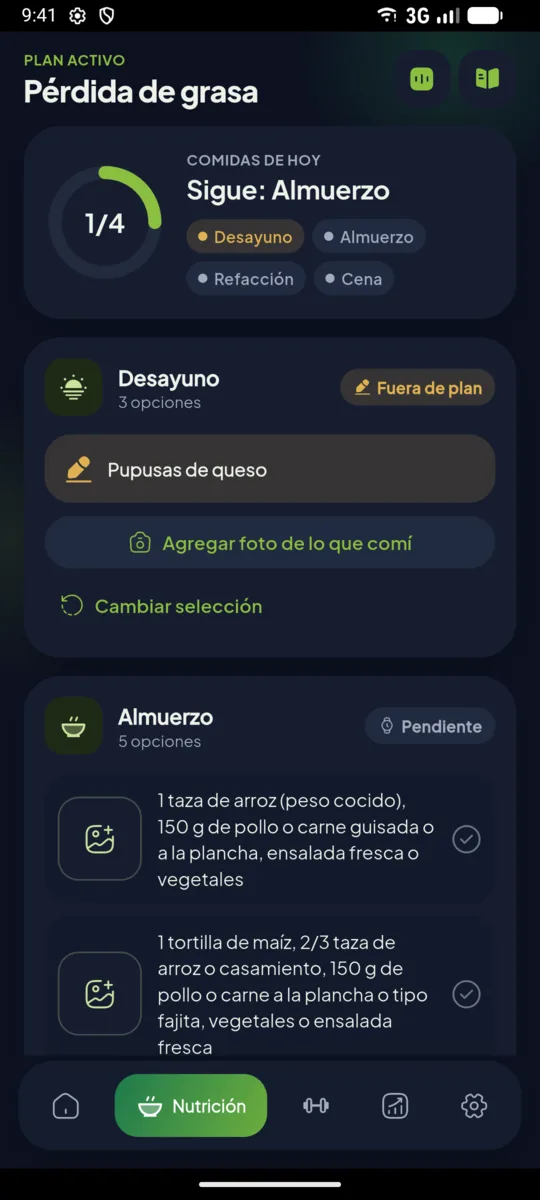 9:41
3G
PLAN ACTIVO
Pérdida de grasa
COMIDAS DE HOY
Sigue: Almuerzo
1/4
Desayuno
Almuerzo
Refacción
Cena
Desayuno
3 opciones
Fuera de plan
Pupusas de queso
Agregar foto de lo que comí
Cambiar selección
Almuerzo
5 opciones
Pendiente
1 taza de arroz (peso cocido),
150 g de pollo o carne guisada o
a la plancha, ensalada fresca o
vegetales
1 tortilla de maíz, 2/3 taza de
arroz o casamiento, 150 g de
pollo o carne a la plancha o tipo
fajita, vegetales o ensalada
fresca
Nutrición